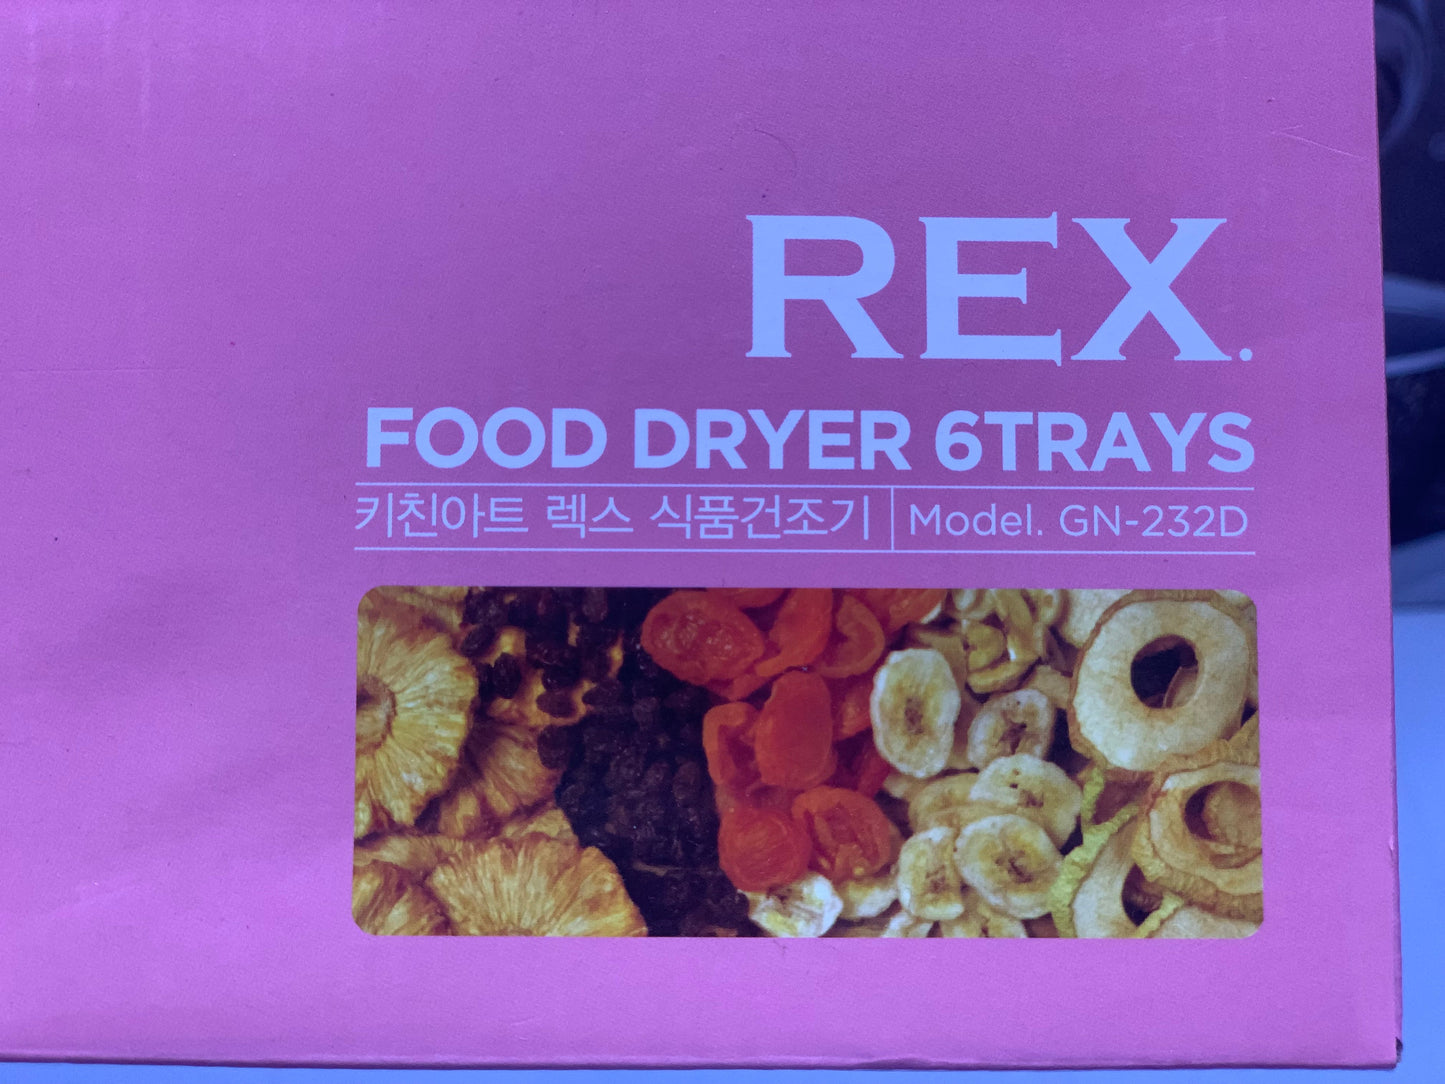 REX.
FOOD DRYER 6TRAYS
키친아트 렉스 식품건조기 Model. GN-232D